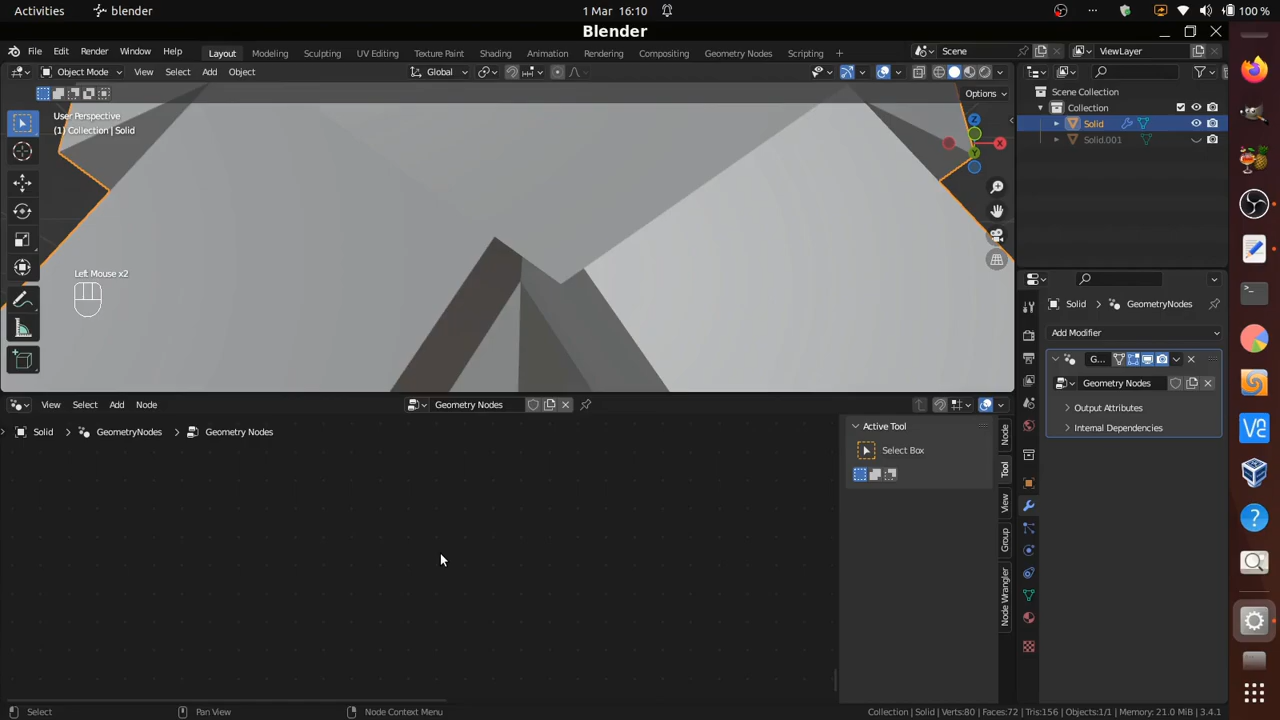 Activities blender 1 Mar 16:10 100 %
Blender
File Edit Render Window Help Layout Modeling Sculpting UV Editing Texture Paint Shading Animation Rendering Compositing Geometry Nodes Scripting + Scene ViewLayer
Object Mode View Select Add Object Global
Options
Scene Collection
Collection
User Perspective
(1) Collection | Solid
Solid
Solid.001
Z
X
Y
Left Mouse x2
Solid > GeometryNodes
Add Modifier
G...
Geometry Nodes
Output Attributes
Internal Dependencies
View Select Add Node Geometry Nodes
Solid > GeometryNodes > Geometry Nodes
Active Tool
Select Box
Node
Tool
View
Group
Node Wrangler
Select Pan View Node Context Menu Collection | Solid | Verts:80 | Faces:72 | Tris:156 | Objects:1/1 | Memory: 21.0 MiB | 3.4.1